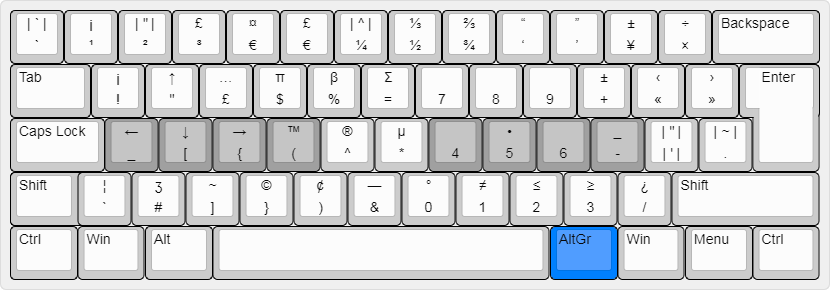 |`| ¡ |"| £ ¤ £ |^| ⅓ ⅔ “ ” ± ÷ Backspace
` ¹ ² ³ € € ¼ ½ ¾ ‘ ’ ¥ ×
Tab ¡ ↑ … π β Σ ± ‹ › Enter
! " £ $ % = 7 8 9 + « »
Caps Lock ← ↓ → ™ ® µ • _ |"| |~|
_ [ { ( ^ * 4 5 6 - |'| .
Shift ¦ ʒ ~ © ¢ — ° ≠ ≤ ≥ ¿ Shift
` # ] } ) & 0 1 2 3 /
Ctrl Win Alt AltGr Win Menu Ctrl